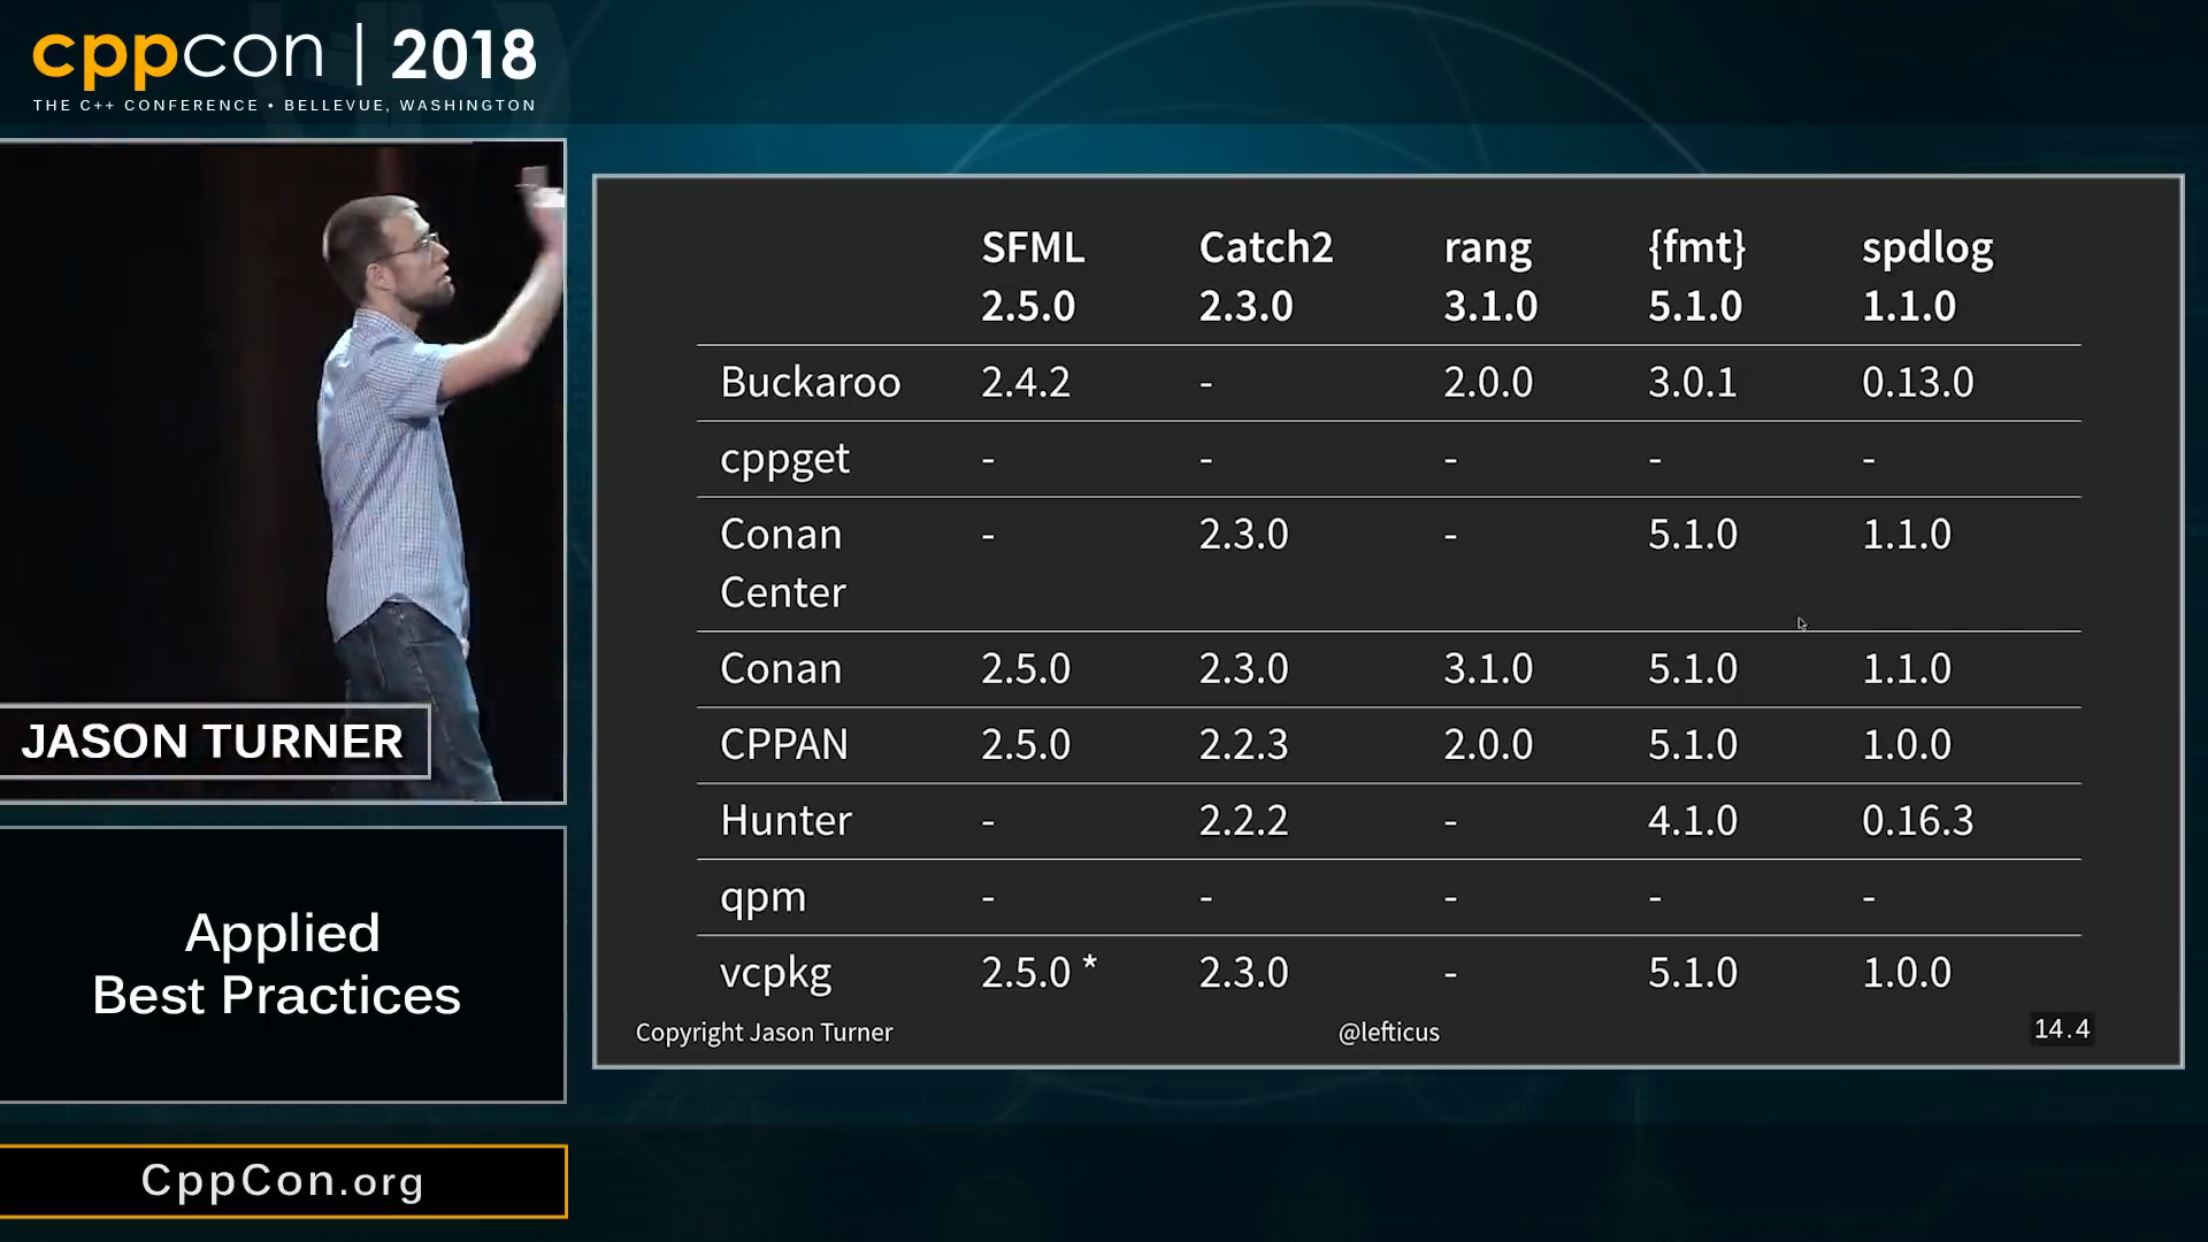 cppcon | 2018
THE C++ CONFERENCE • BELLEVUE, WASHINGTON
JASON TURNER
Applied
Best Practices
CppCon.org
SFML Catch2 rang {fmt} spdlog
2.5.0 2.3.0 3.1.0 5.1.0 1.1.0
Buckaroo 2.4.2 - 2.0.0 3.0.1 0.13.0
cppget - - - - -
Conan - 2.3.0 - 5.1.0 1.1.0
Center
Conan 2.5.0 2.3.0 3.1.0 5.1.0 1.1.0
CPPAN 2.5.0 2.2.3 2.0.0 5.1.0 1.0.0
Hunter - 2.2.2 - 4.1.0 0.16.3
qpm - - - - -
vcpkg 2.5.0 * 2.3.0 - 5.1.0 1.0.0
Copyright Jason Turner @lefticus 14.4